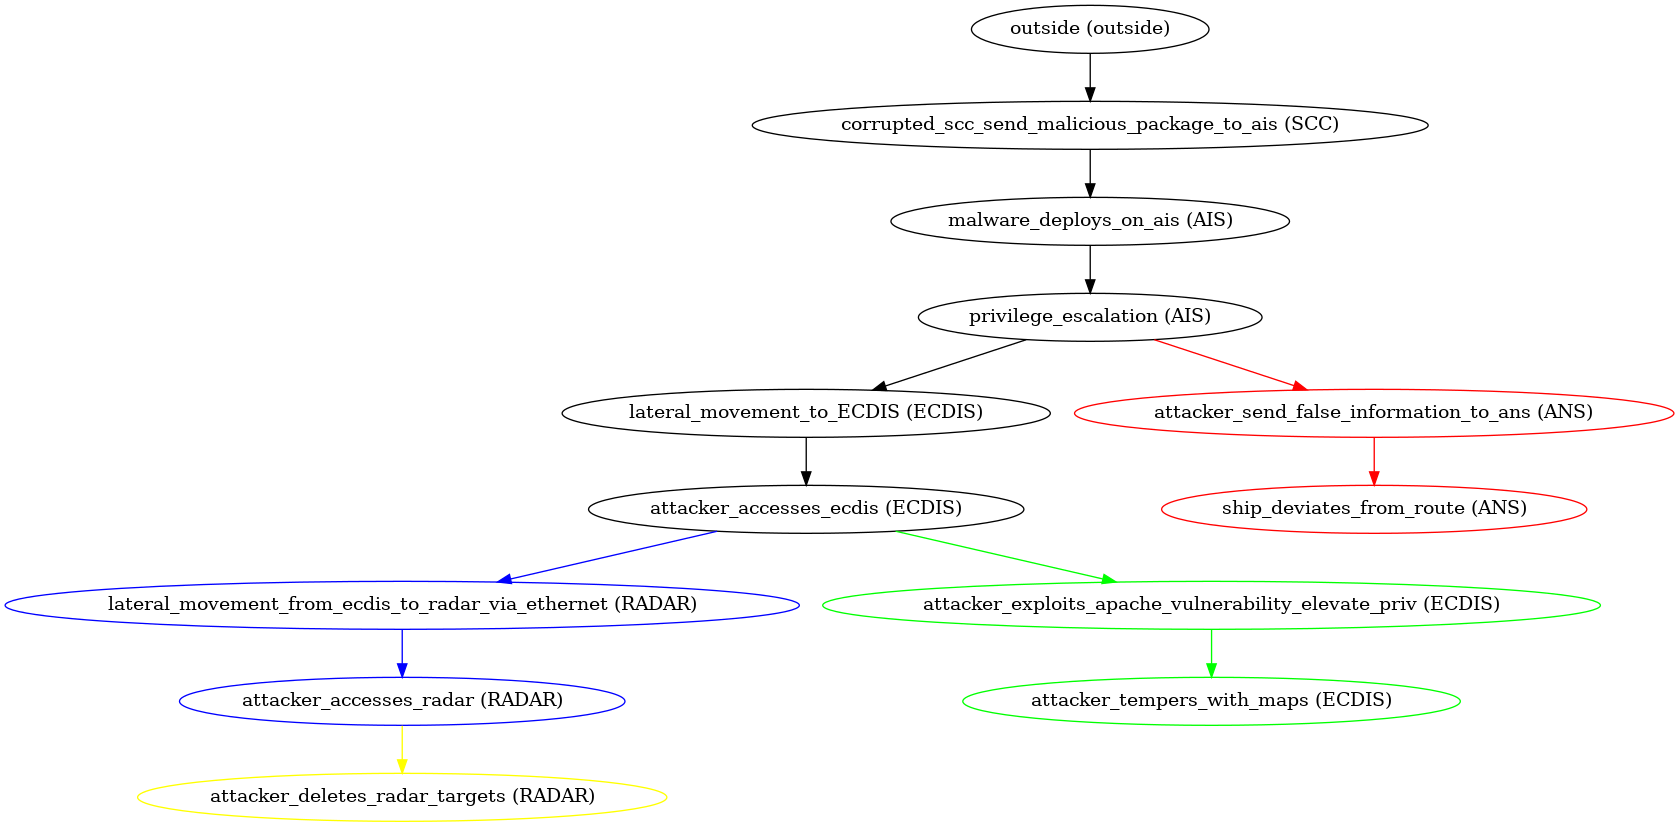 outside (outside)
corrupted_scc_send_malicious_package_to_ais (SCC)
malware_deploys_on_ais (AIS)
privilege_escalation (AIS)
lateral_movement_to_ECDIS (ECDIS)
attacker_send_false_information_to_ans (ANS)
attacker_accesses_ecdis (ECDIS)
ship_deviates_from_route (ANS)
lateral_movement_from_ecdis_to_radar_via_ethernet (RADAR)
attacker_exploits_apache_vulnerability_elevate_priv (ECDIS)
attacker_accesses_radar (RADAR)
attacker_tempers_with_maps (ECDIS)
attacker_deletes_radar_targets (RADAR)